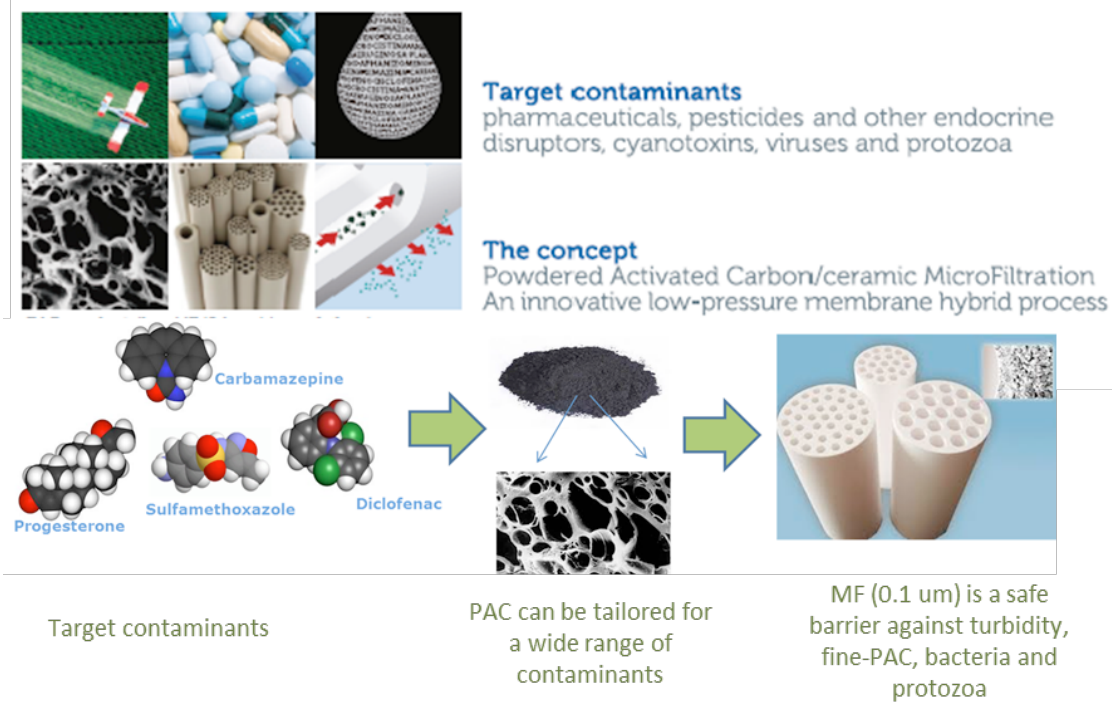 Target contaminants
pharmaceuticals, pesticides and other endocrine
disruptors, cyanotoxins, viruses and protozoa
The concept
Powdered Activated Carbon/ceramic MicroFiltration
An innovative low-pressure membrane hybrid process
Carbamazepine
Progesterone
Sulfamethoxazole
Diclofenac
Target contaminants
PAC can be tailored for
a wide range of
contaminants
MF (0.1 um) is a safe
barrier against turbidity,
fine-PAC, bacteria and
protozoa